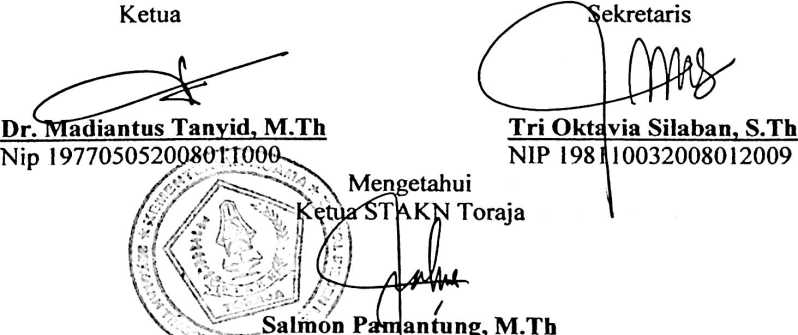 Ketua
Sekretaris
Dr. Madiantus Tanyid, M.Th
Tri Oktavia Silaban, S.Th
Nip 197705052008011000
NIP 198110032008012009
Mengetahui
Ketua STAKN Toraja
Salmon Pamantung, M.Th